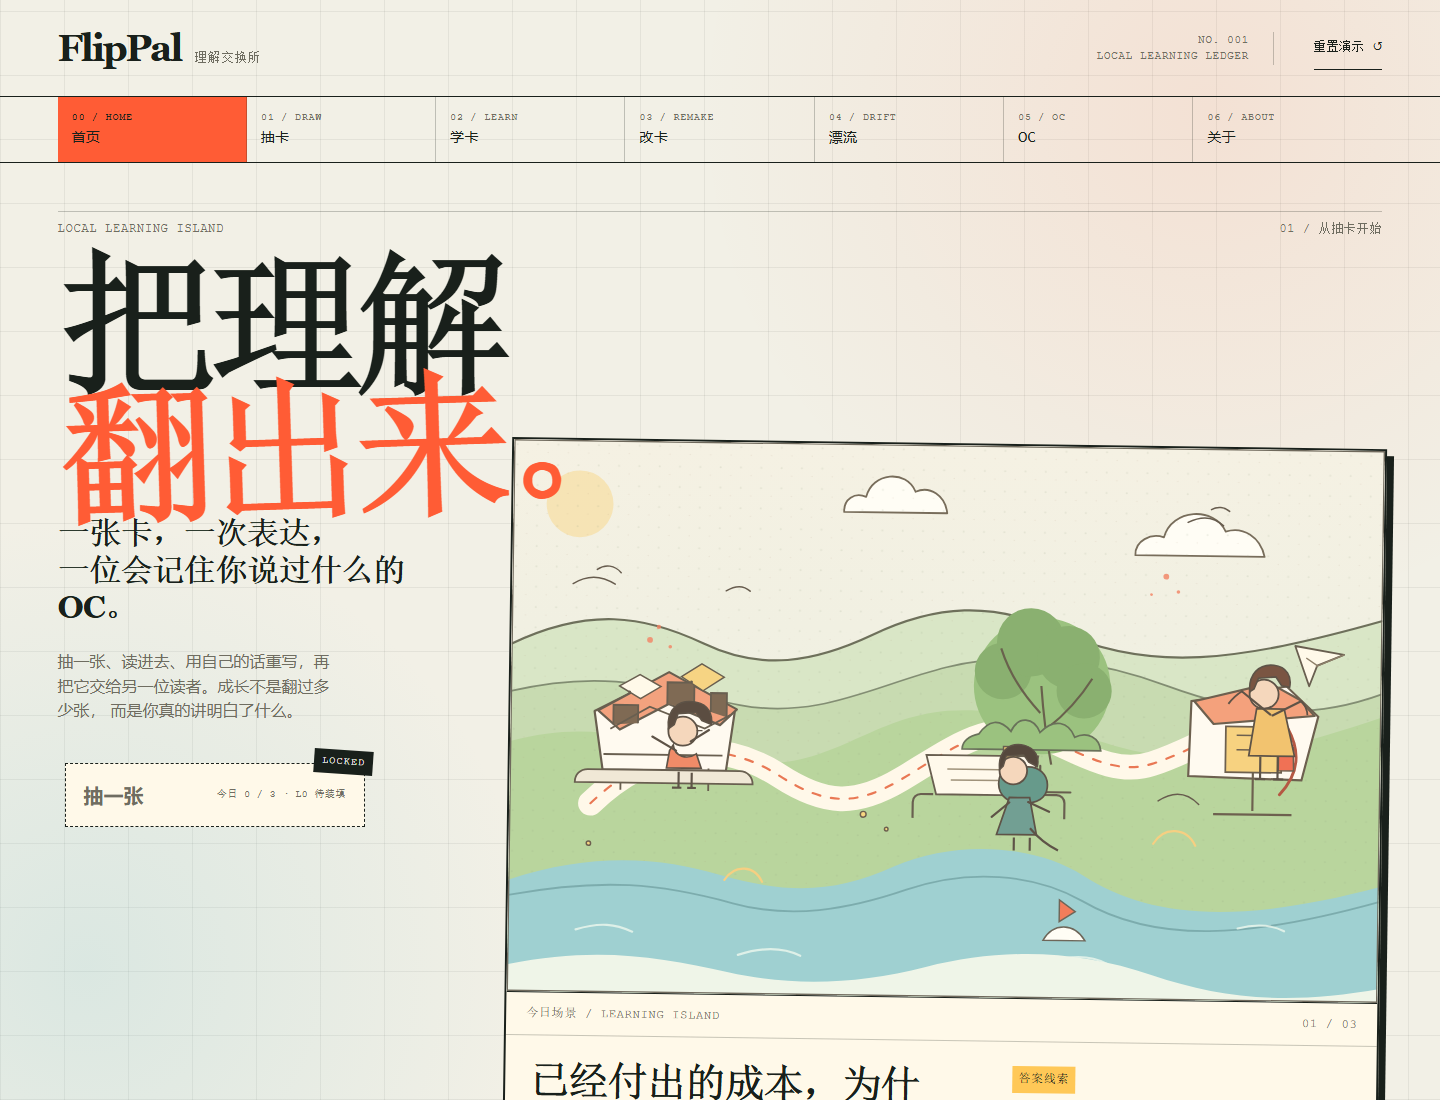 FlipPal 理解交换所
NO. 001
LOCAL LEARNING LEDGER
重置演示 ↺
00 / HOME
首页
01 / DRAW
抽卡
02 / LEARN
学卡
03 / REMAKE
改卡
04 / DRIFT
漂流
05 / OC
OC
06 / ABOUT
关于
LOCAL LEARNING ISLAND
01 / 从抽卡开始
把理解
翻出来
一张卡，一次表达，
一位会记住你说过什么的
OC。
抽一张、读进去、用自己的话重写，再
把它交给另一位读者。成长不是翻过多
少张， 而是你真的讲明白了什么。
LOCKED
抽一张
今日 0 / 3 · L0 待装填
今日场景 / LEARNING ISLAND
01 / 03
已经付出的成本，为什
答案线索